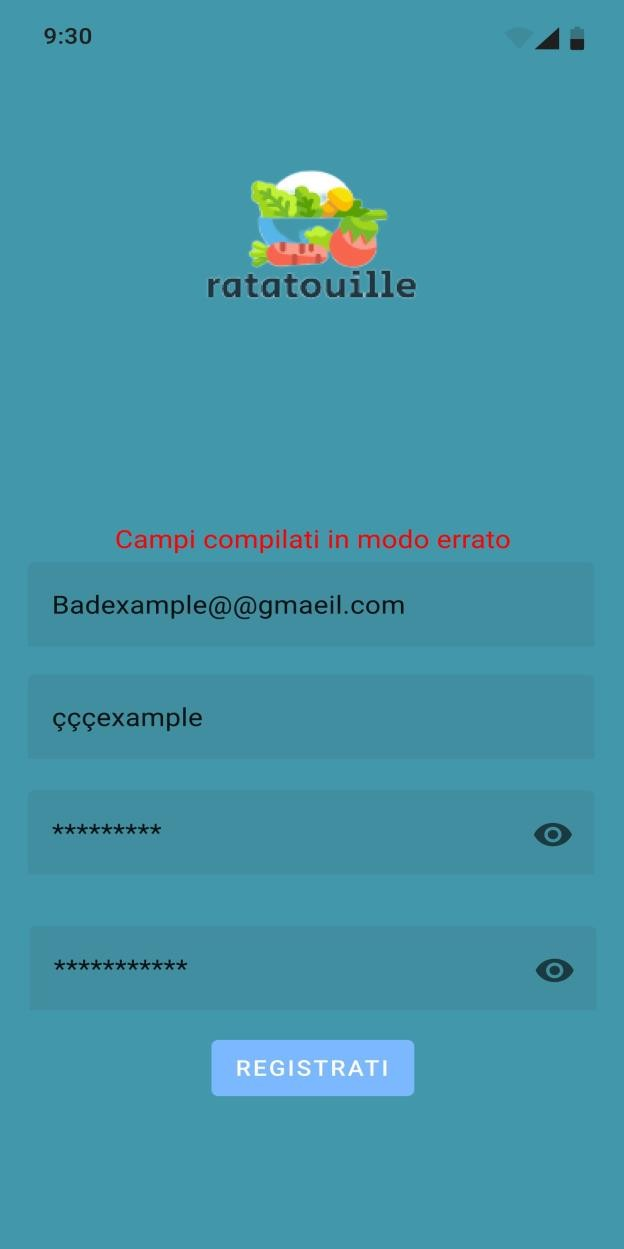 9:30
ratatouille
Campi compilati in modo errato
Badexample@@gmaeil.com
çççexample
*********
***********
REGISTRATI